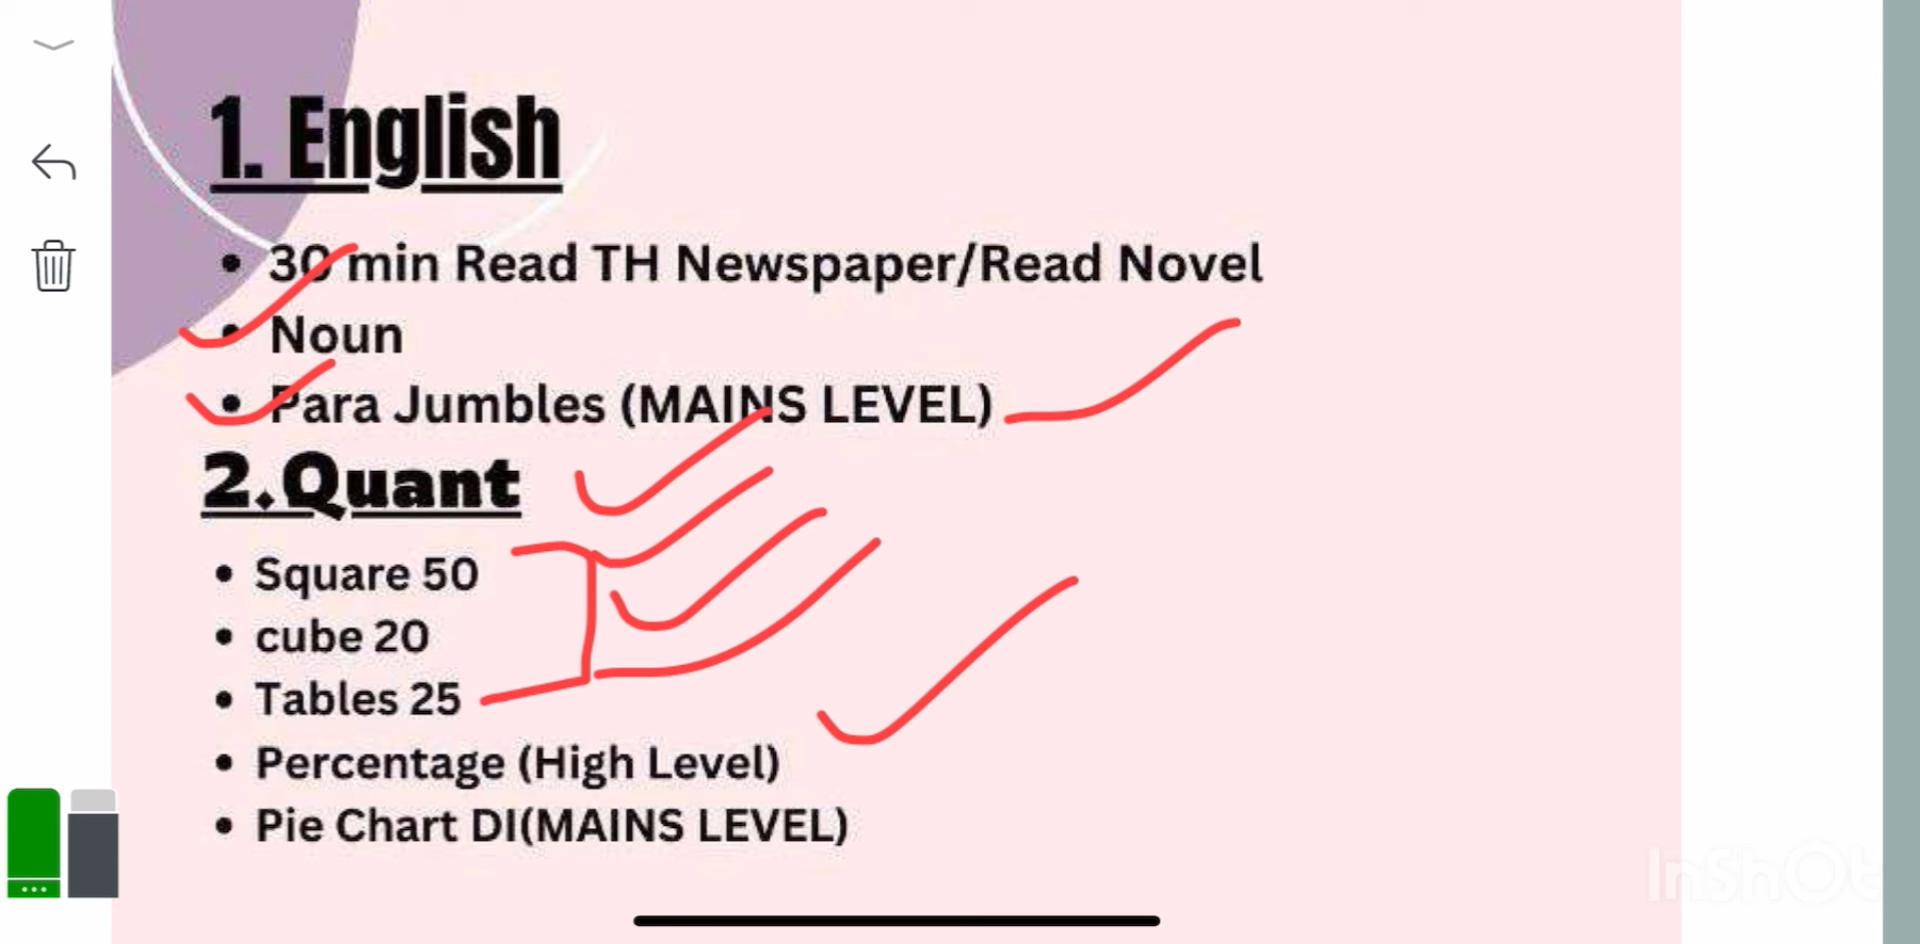 1. English
• 30 min Read TH Newspaper/Read Novel
• Noun
• Para Jumbles (MAINS LEVEL)
2.Quant
• Square 50
• cube 20
• Tables 25
• Percentage (High Level)
• Pie Chart DI(MAINS LEVEL)
InShOt